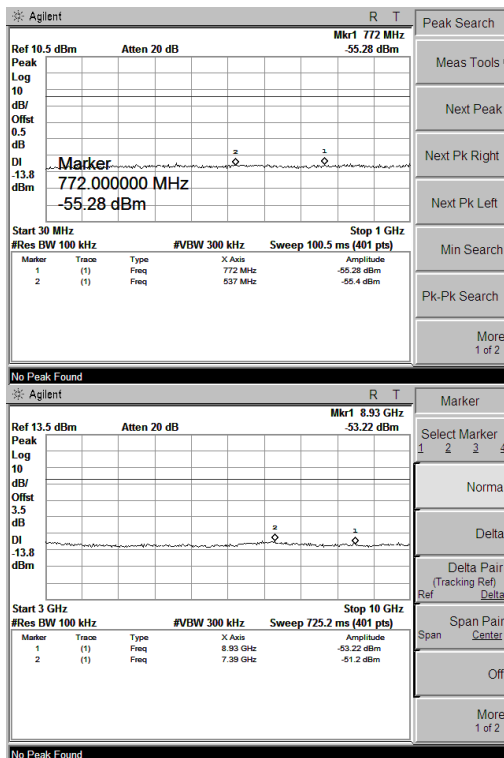 Agilent R T
Peak Search
Mkr1 772 MHz
Ref 10.5 dBm Atten 20 dB -55.28 dBm
Peak
Log
10
dB/
Offst
0.5
dB
DI
-13.8
dBm
2 1
Marker
772.000000 MHz
-55.28 dBm
Start 30 MHz Stop 1 GHz
#Res BW 100 kHz #VBW 300 kHz Sweep 100.5 ms (401 pts)
Marker Trace Type X Axis Amplitude
1 (1) Freq 772 MHz -55.28 dBm
2 (1) Freq 537 MHz -55.4 dBm
Meas Tools
Next Peak
Next Pk Right
Next Pk Left
Min Search
Pk-Pk Search
More
1 of 2
No Peak Found
Agilent R T
Marker
Mkr1 8.93 GHz
Ref 13.5 dBm Atten 20 dB -53.22 dBm
Peak
Log
10
dB/
Offst
3.5
dB
DI
-13.8
dBm
2 1
Start 3 GHz Stop 10 GHz
#Res BW 100 kHz #VBW 300 kHz Sweep 725.2 ms (401 pts)
Marker Trace Type X Axis Amplitude
1 (1) Freq 8.93 GHz -53.22 dBm
2 (1) Freq 7.39 GHz -51.2 dBm
Select Marker
1 2 3 4
Norma
Delta
Delta Pair
(Tracking Ref)
Ref Delta
Span Pair
Span Center
Off
More
1 of 2
No Peak Found